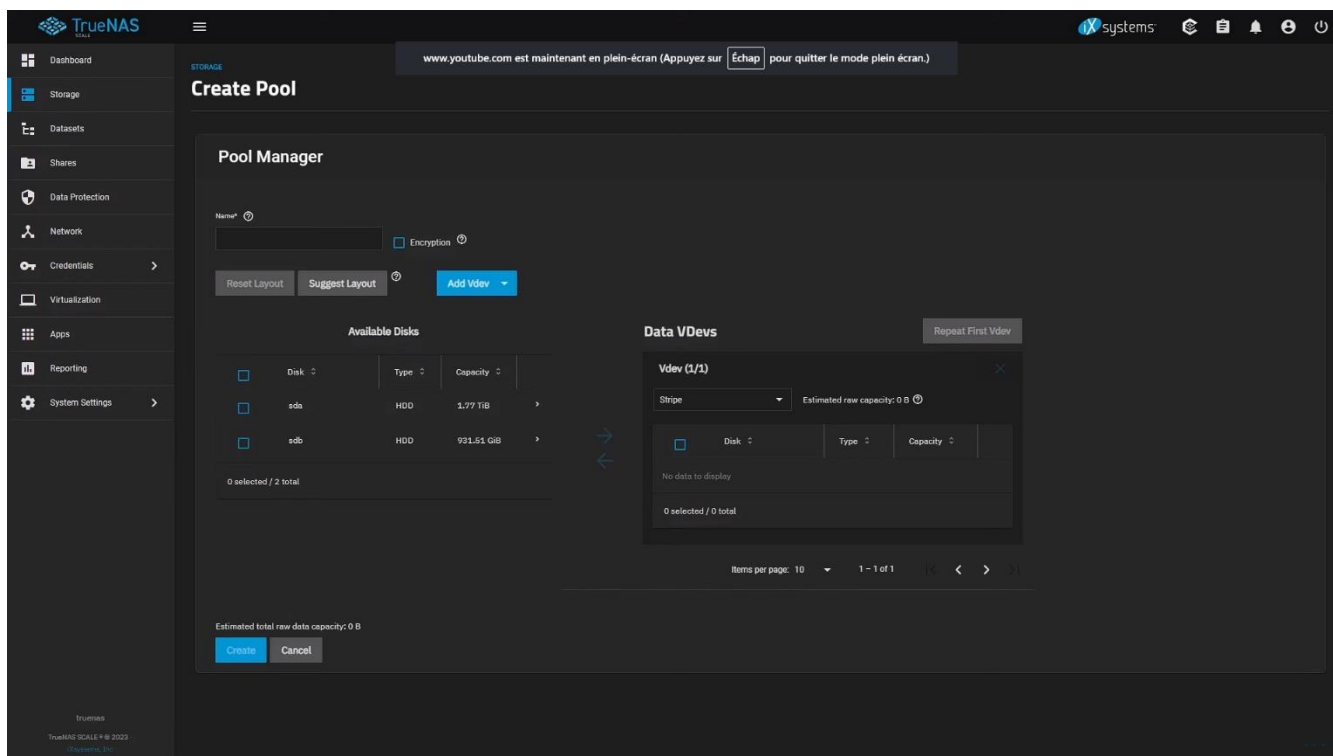 TrueNAS
SCALE
iX systems
www.youtube.com est maintenant en plein-écran (Appuyez sur Échap pour quitter le mode plein écran.)
Dashboard
Storage
Datasets
Shares
Data Protection
Network
Credentials
Virtualization
Apps
Reporting
System Settings
truenas
TrueNAS SCALE ® © 2023 -
iXsystems, Inc
STORAGE
Create Pool
Pool Manager
Name*
Encryption
Reset Layout Suggest Layout Add Vdev
Available Disks
Disk Type Capacity
sda HDD 1.77 TiB
sdb HDD 931.51 GiB
0 selected / 2 total
Data VDevs Repeat First Vdev
Vdev (1/1)
Stripe Estimated raw capacity: 0 B
Disk Type Capacity
No data to display
0 selected / 0 total
Items per page: 10 1 – 1 of 1
Estimated total raw data capacity: 0 B
Create Cancel